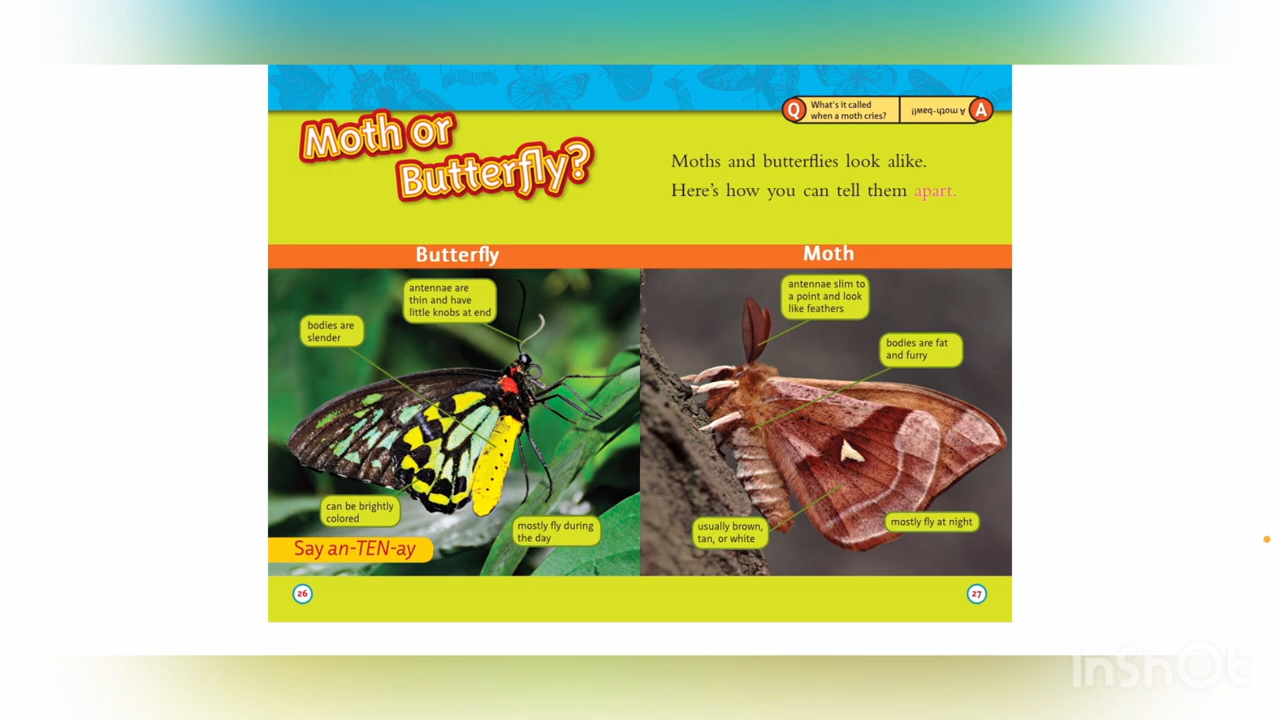 Moth or
Butterfly?
Q
What's it called
when a moth cries?
A moth-bawl!
A
Moths and butterflies look alike.
Here's how you can tell them apart.
Butterfly
antennae are
thin and have
little knobs at end
bodies are
slender
can be brightly
colored
mostly fly during
the day
Say an-TEN-ay
26
Moth
antennae slim to
a point and look
like feathers
bodies are fat
and furry
usually brown,
tan, or white
mostly fly at night
27
InShOt